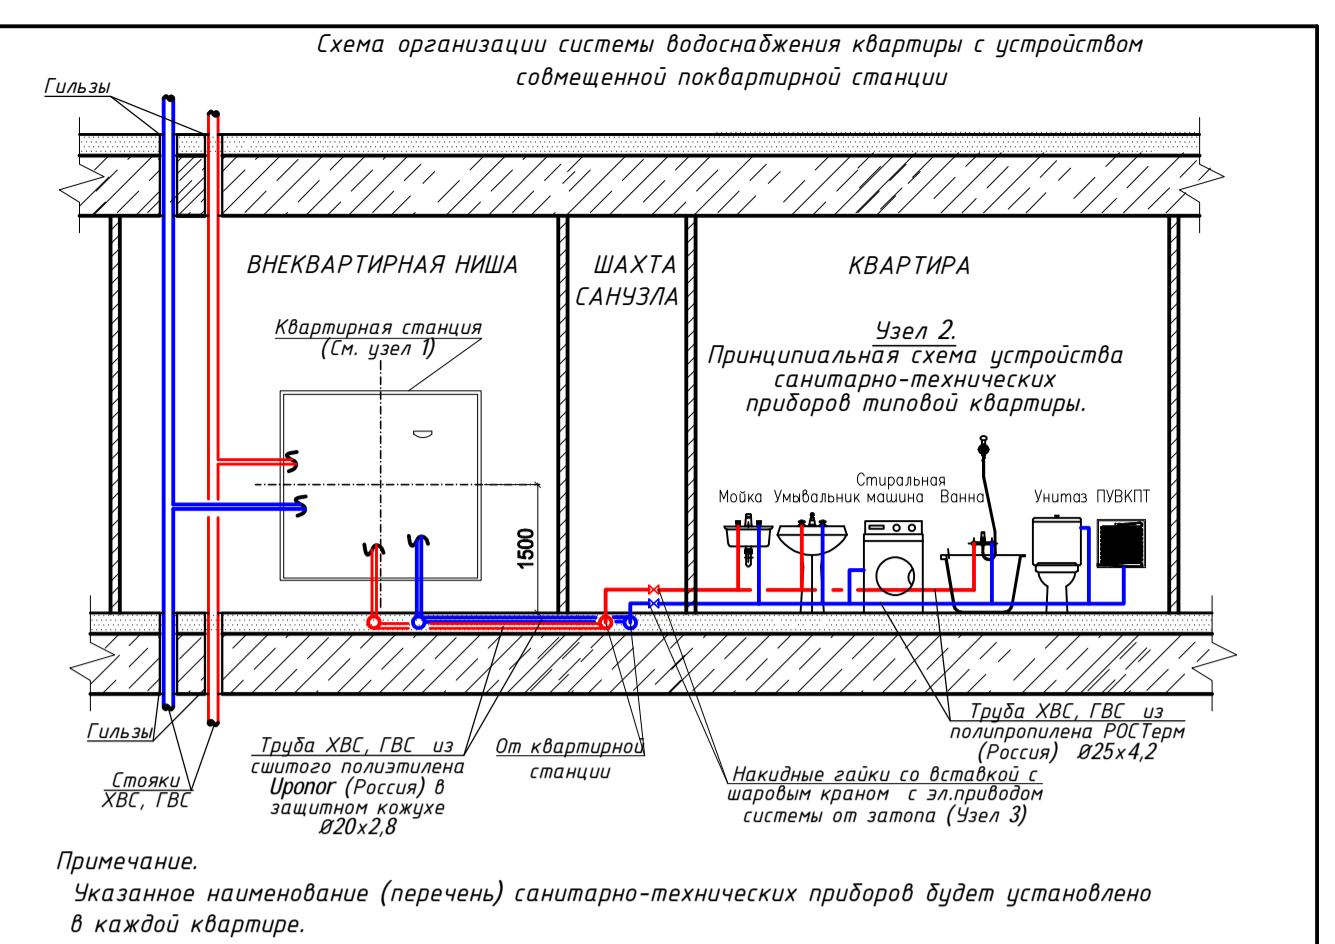 Схема организации системы водоснабжения квартиры с устройством
совмещенной поквартирной станции
Гильзы
ВНЕКВАРТИРНАЯ НИША
ШАХТА
САНУЗЛА
КВАРТИРА
Квартирная станция
(См. узел 1)
Узел 2.
Принципиальная схема устройства
санитарно-технических
приборов типовой квартиры.
1500
Мойка
Умывальник
Стиральная
машина
Ванна
Унитаз
ПУВКПТ
Гильзы
Стояки
ХВС, ГВС
Труба ХВС, ГВС из
сшитого полиэтилена
Uponor (Россия) в
защитном кожухе
Ø20x2,8
От квартирной
станции
Накидные гайки со вставкой с
шаровым краном с эл.приводом
системы от затопа (Узел 3)
Труба ХВС, ГВС из
полипропилена РОСТерм
(Россия) Ø25x4,2
Примечание.
Указанное наименование (перечень) санитарно-технических приборов будет установлено
в каждой квартире.